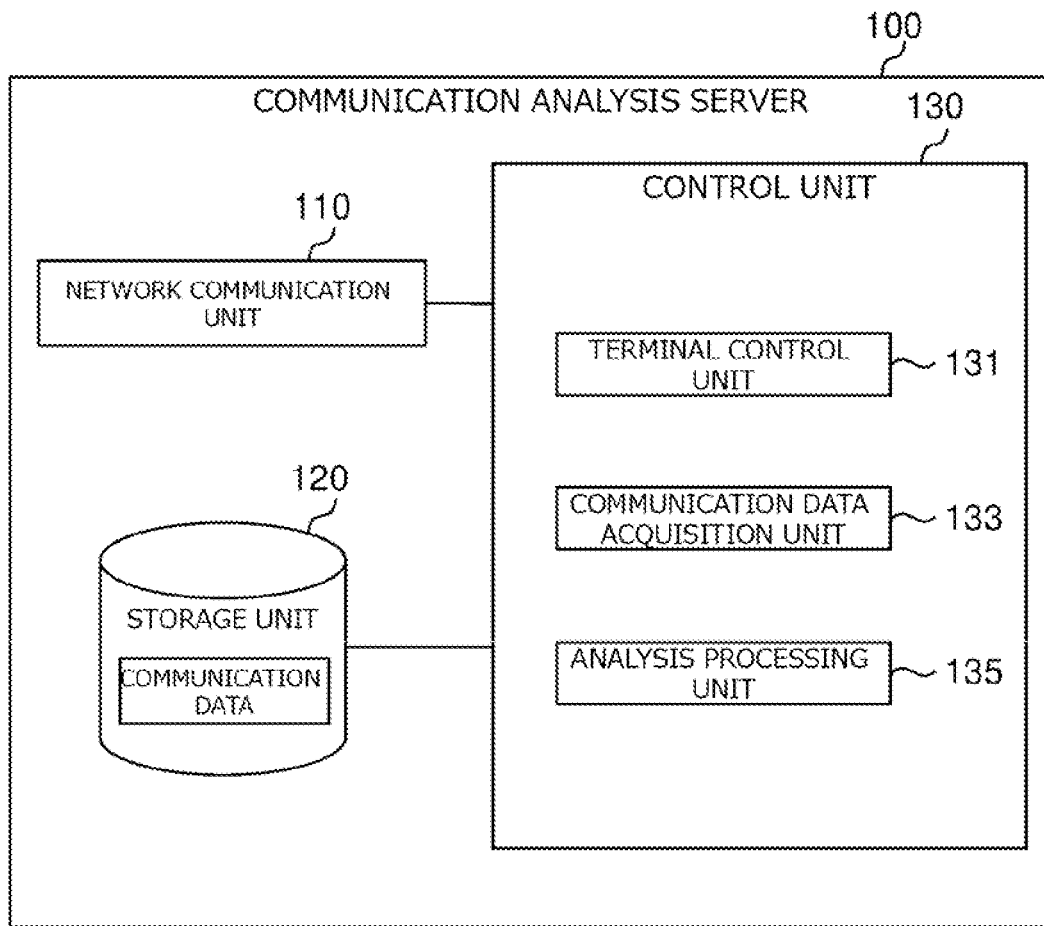 100
COMMUNICATION ANALYSIS SERVER
130
CONTROL UNIT
110
NETWORK COMMUNICATION
UNIT
TERMINAL CONTROL
UNIT
131
120
STORAGE UNIT
COMMUNICATION
DATA
COMMUNICATION DATA
ACQUISITION UNIT
133
ANALYSIS PROCESSING
UNIT
135